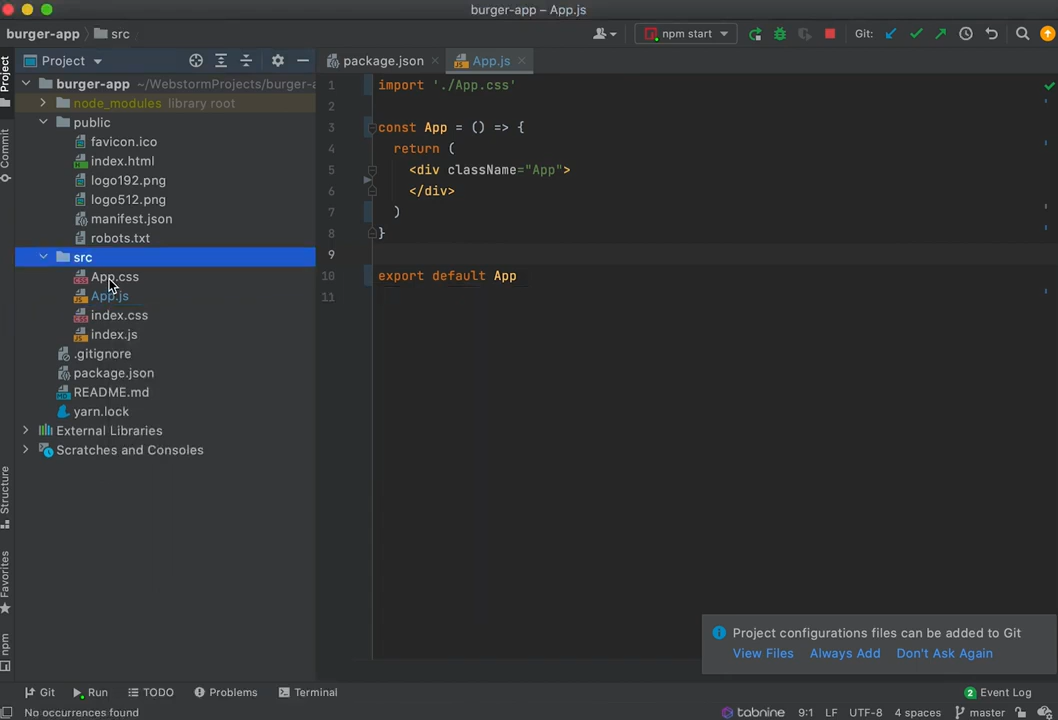 burger-app – App.js
burger-app src npm start Git:
Project package.json App.js
burger-app ~/WebstormProjects/burger-a
node_modules library root
public
favicon.ico
index.html
logo192.png
logo512.png
manifest.json
robots.txt
src
App.css
App.js
index.css
index.js
.gitignore
package.json
README.md
yarn.lock
External Libraries
Scratches and Consoles
Project
Commit
Structure
Favorites
npm
1 import './App.css'
2
3 const App = () => {
4 return (
5 <div className="App">
6 </div>
7 )
8 }
9
10 export default App
11
Project configurations files can be added to Git
View Files Always Add Don't Ask Again
Git Run TODO Problems Terminal 2 Event Log
No occurrences found tabnine 9:1 LF UTF-8 4 spaces master